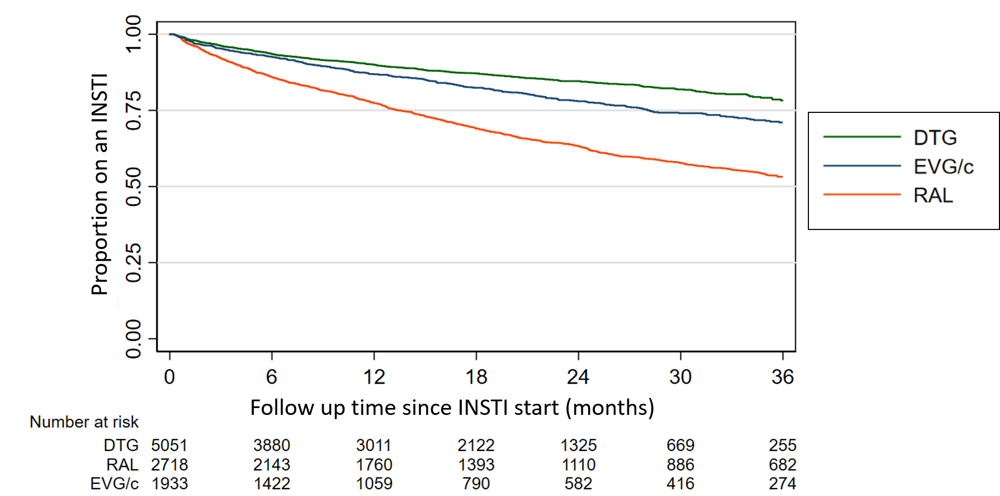 1.00
0.75
0.50
0.25
0.00
Proportion on an INSTI
0 6 12 18 24 30 36
Follow up time since INSTI start (months)
DTG
EVG/c
RAL
Number at risk
DTG 5051 3880 3011 2122 1325 669 255
RAL 2718 2143 1760 1393 1110 886 682
EVG/c 1933 1422 1059 790 582 416 274